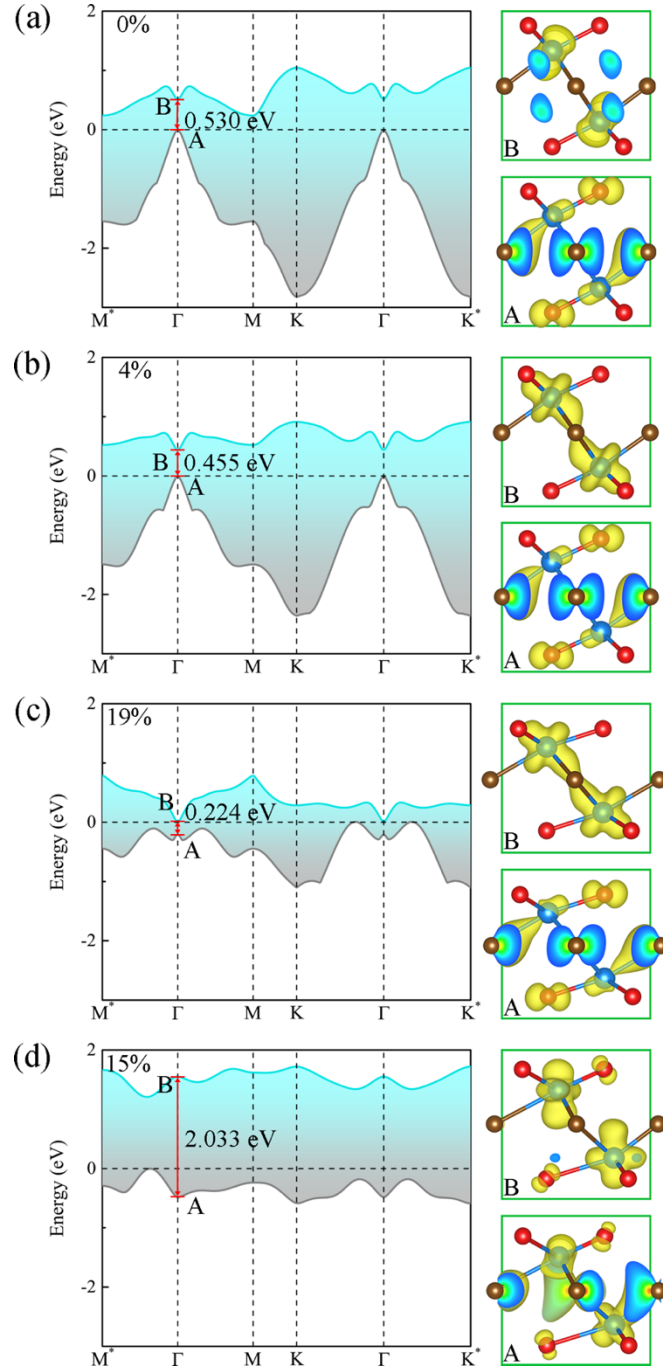 (a)
2
0%
B
0.530 eV
0
A
Energy (eV)
-2
M* Γ M K Γ K*
B
A
(b)
2
4%
B
0.455 eV
0
A
Energy (eV)
-2
M* Γ M K Γ K*
B
A
(c)
2
19%
B
0.224 eV
0
A
Energy (eV)
-2
M* Γ M K Γ K*
B
A
(d)
2
15%
B
2.033 eV
0
A
Energy (eV)
-2
M* Γ M K Γ K*
B
A